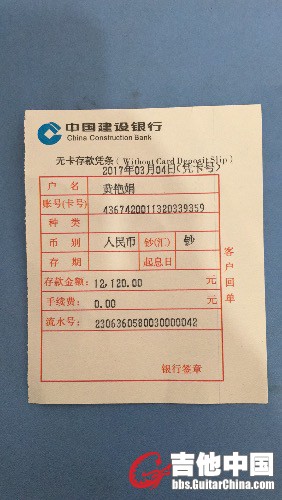 中国建设银行
China Construction Bank
无卡存款凭条(Without Card Deposit Slip)
2017年03月04日(凭卡号)
户 名 黄艳娟
账号(卡号) 4367420011320339359
种 类
币 别 人民币 钞(汇) 钞
存 期 起息日
存款金额: 12,120.00 元
手续费: 0.00 元
流水号: 2306360580030000042
银行签章
客户回单
吉他中国
bbs.GuitarChina.com